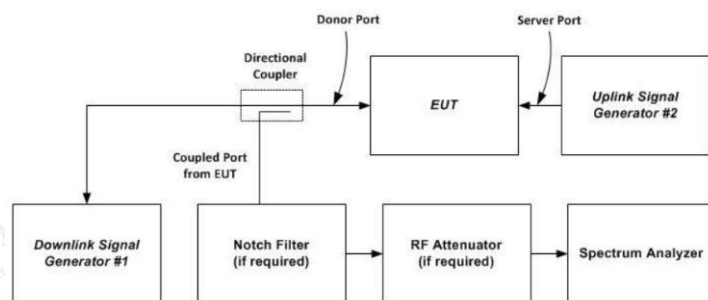 Donor Port
Server Port
Directional
Coupler
EUT
Uplink Signal
Generator #2
Coupled Port
from EUT
Downlink Signal
Generator #1
Notch Filter
(if required)
RF Attenuator
(if required)
Spectrum Analyzer